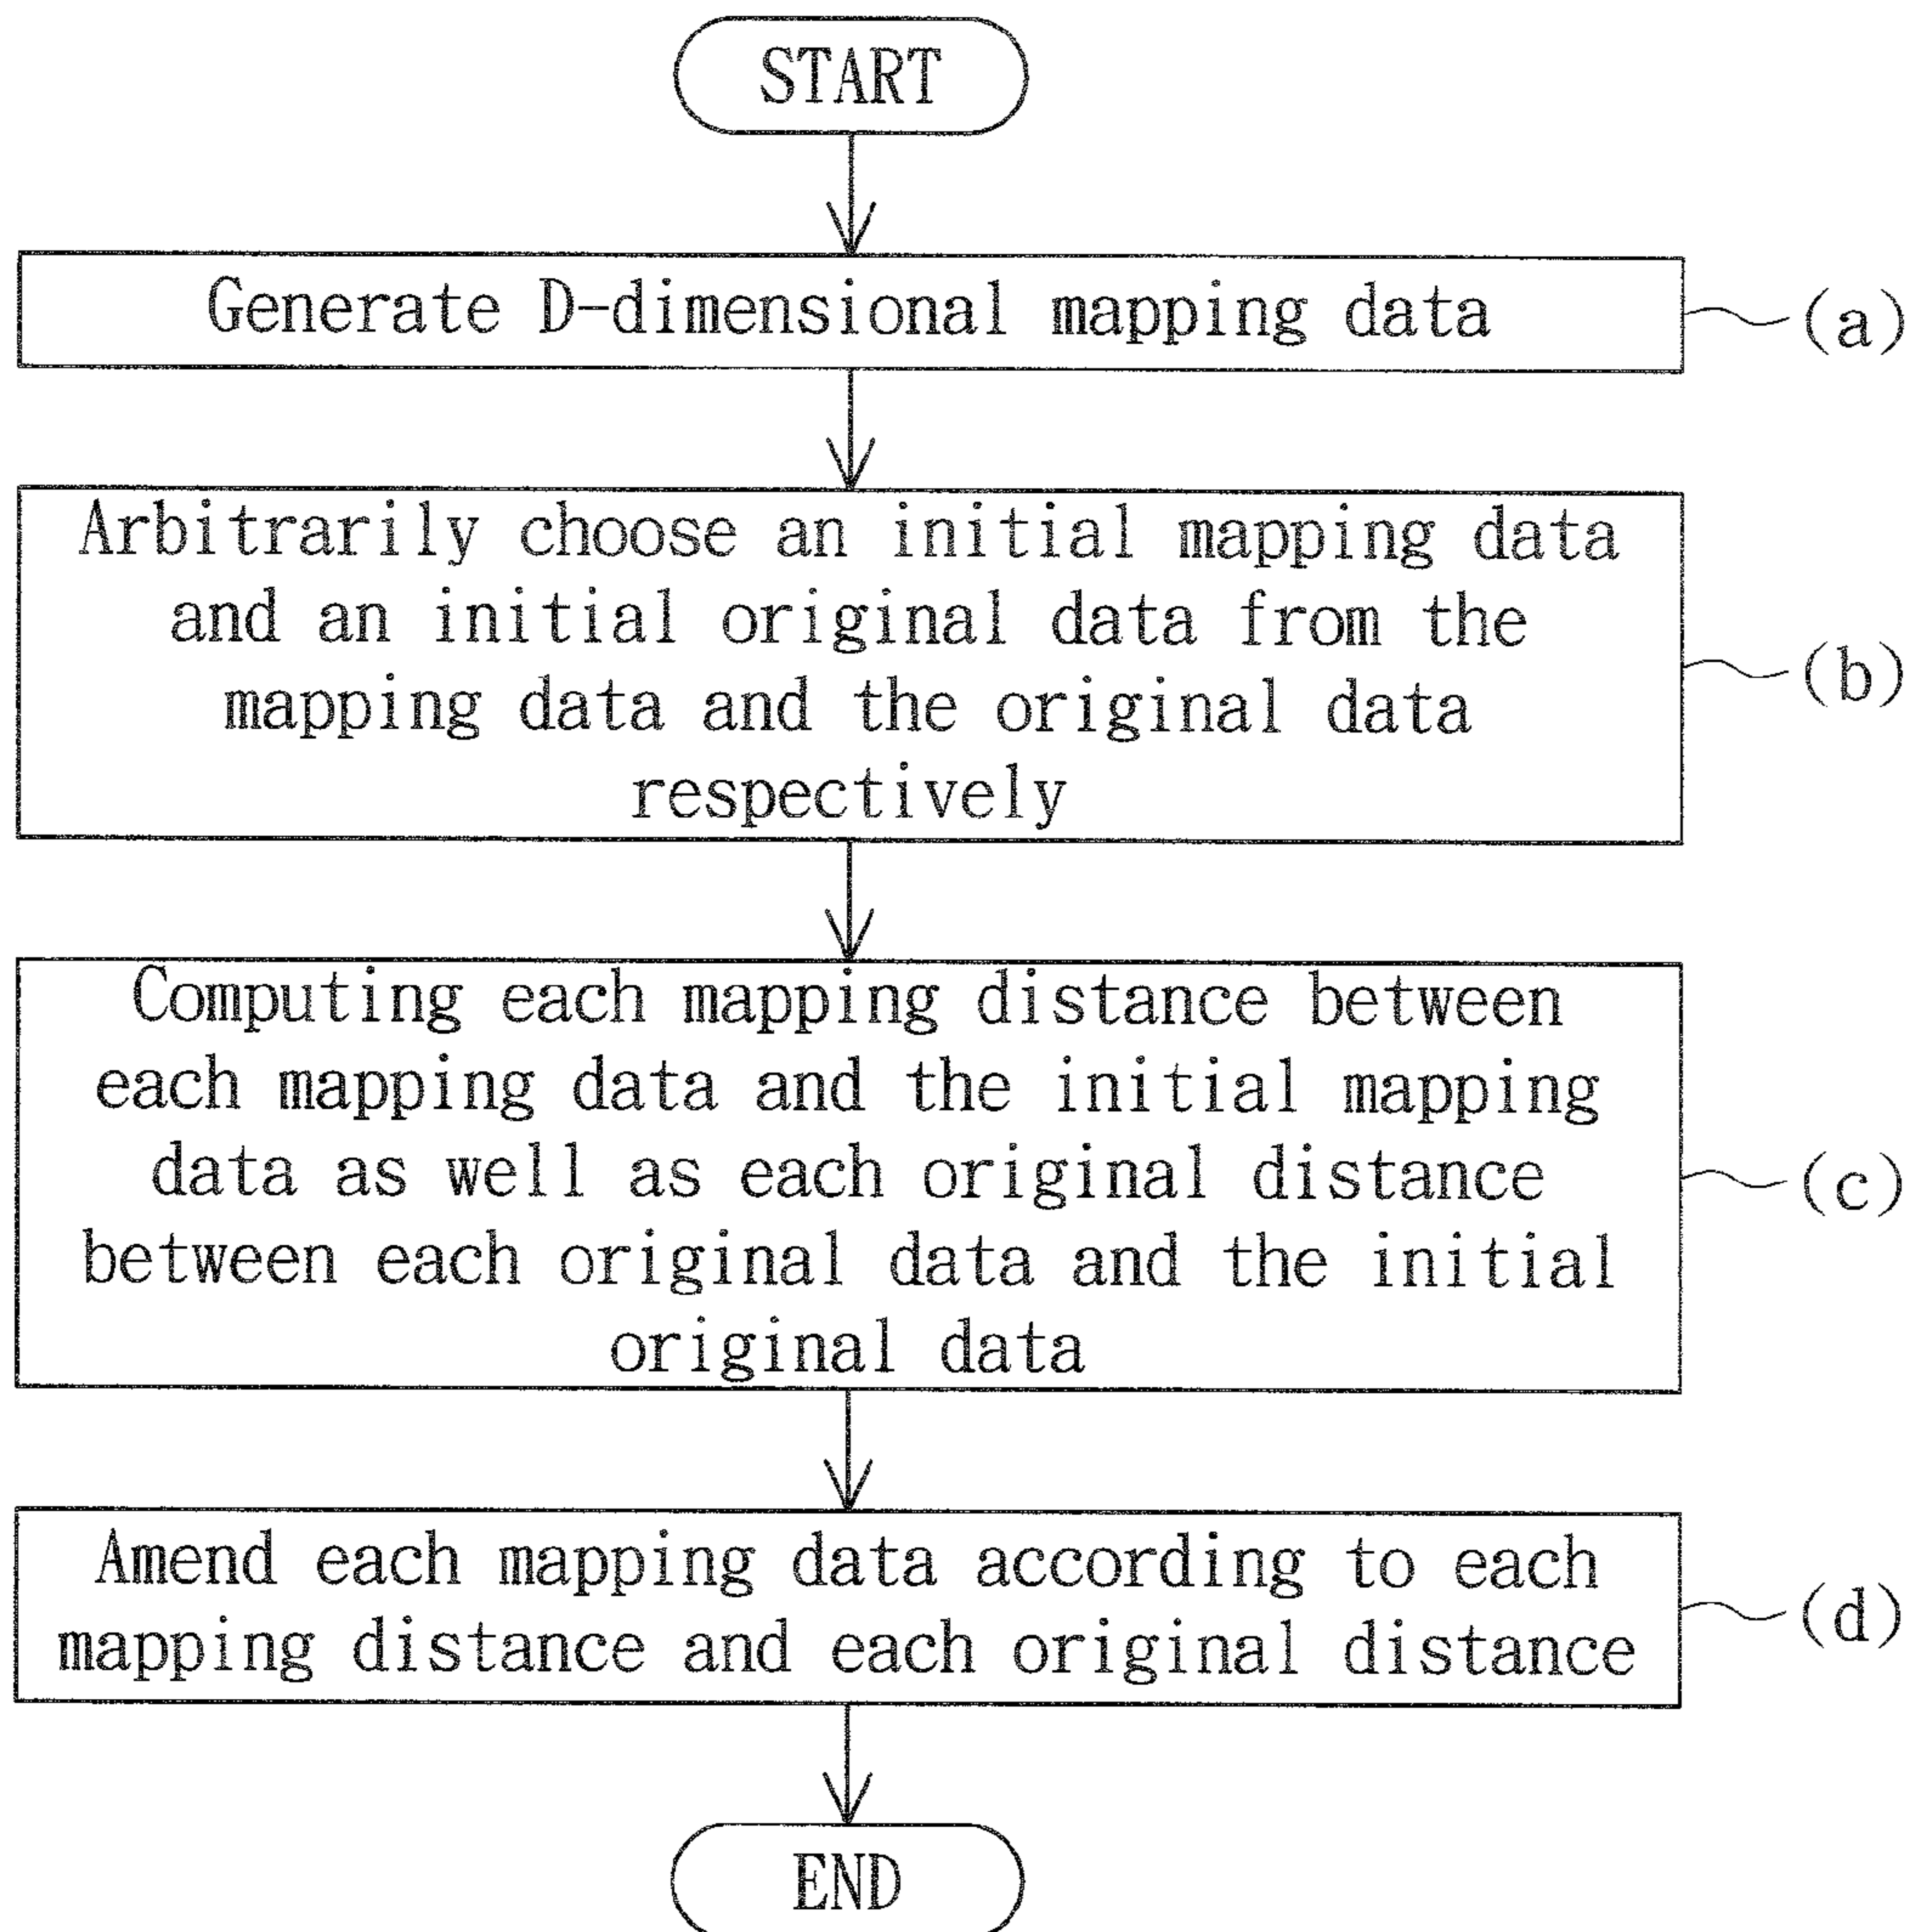 START
Generate D-dimensional mapping data
(a)
Arbitrarily choose an initial mapping data
and an initial original data from the
mapping data and the original data
respectively
(b)
Computing each mapping distance between
each mapping data and the initial mapping
data as well as each original distance
between each original data and the initial
original data
(c)
Amend each mapping data according to each
mapping distance and each original distance
(d)
END